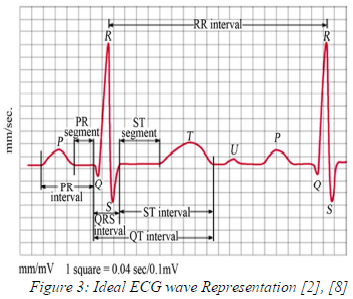 R
RR interval
R
mm/sec.
PR
segment
ST
segment
P
T
U
P
PR
interval
Q
S
QRS
interval
ST interval
QT interval
Q
S
mm/mV 1 square = 0.04 sec/0.1mV
Figure 3: Ideal ECG wave Representation [2], [8]